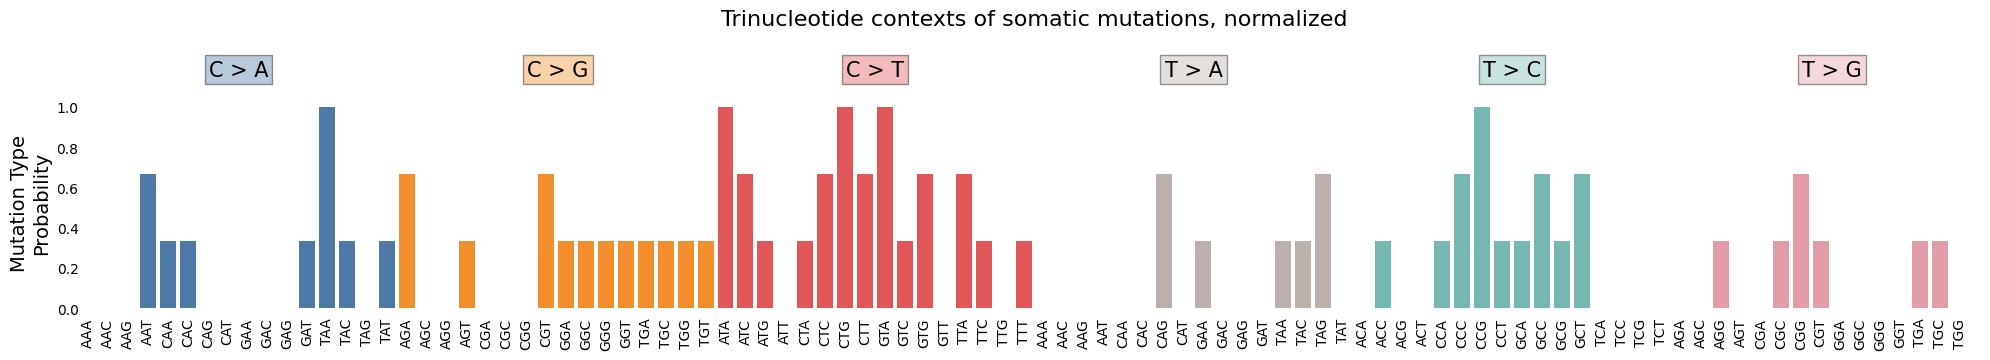 Trinucleotide contexts of somatic mutations, normalized
C > A
C > G
C > T
T > A
T > C
T > G
Mutation Type
Probability
1.0
0.8
0.6
0.4
0.2
0.0
AAA
AAC
AAG
AAT
CAA
CAC
CAG
CAT
GAA
GAC
GAG
GAT
TAA
TAC
TAG
TAT
AGA
AGC
AGG
AGT
CGA
CGC
CGG
CGT
GGA
GGC
GGG
GGT
TGA
TGC
TGG
TGT
ATA
ATC
ATG
ATT
CTA
CTC
CTG
CTT
GTA
GTC
GTG
GTT
TTA
TTC
TTG
TTT
AAA
AAC
AAG
AAT
CAA
CAC
CAG
CAT
GAA
GAC
GAG
GAT
TAA
TAC
TAG
TAT
ACA
ACC
ACG
ACT
CCA
CCC
CCG
CCT
GCA
GCC
GCG
GCT
TCA
TCC
TCG
TCT
AGA
AGC
AGG
AGT
CGA
CGC
CGG
CGT
GGA
GGC
GGG
GGT
TGA
TGC
TGG